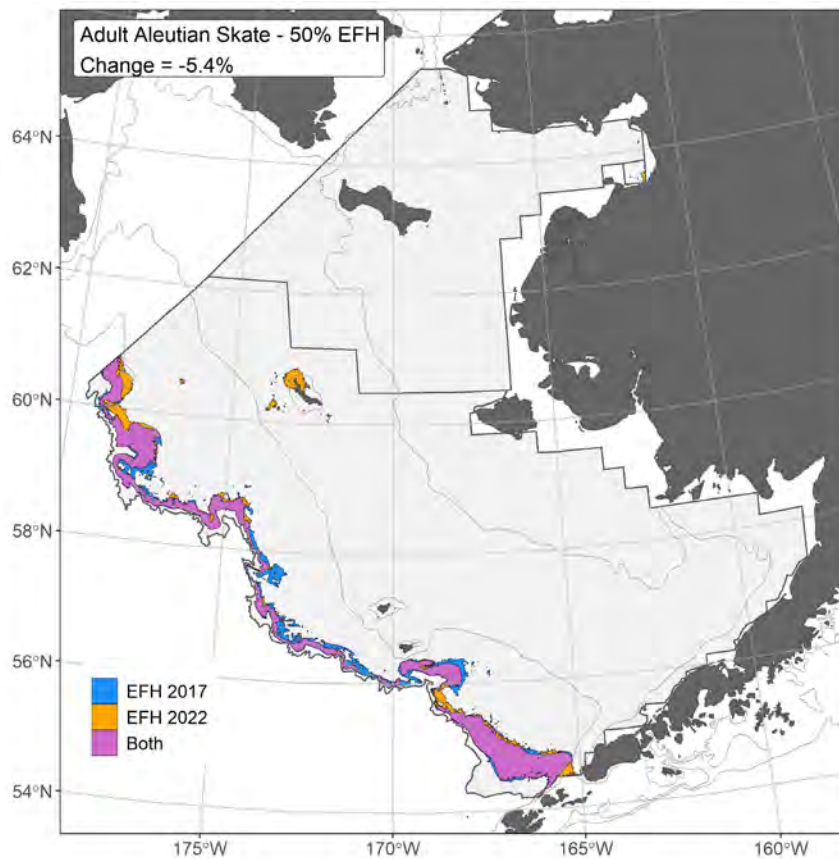 Adult Aleutian Skate - 50% EFH
Change = -5.4%
64°N
62°N
60°N
58°N
56°N
54°N
EFH 2017
EFH 2022
Both
175°W
170°W
165°W
160°W